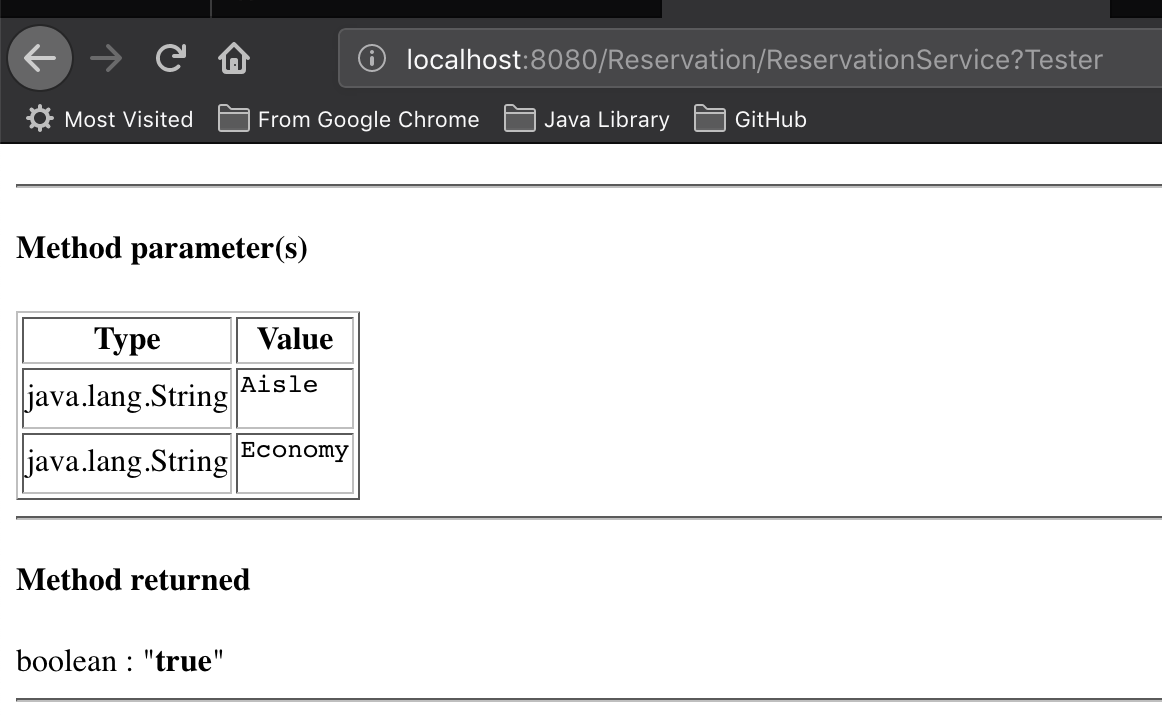 localhost:8080/Reservation/ReservationService?Tester
Most Visited From Google Chrome Java Library GitHub
Method parameter(s)
Type Value
java.lang.String Aisle
java.lang.String Economy
Method returned
boolean : "true"